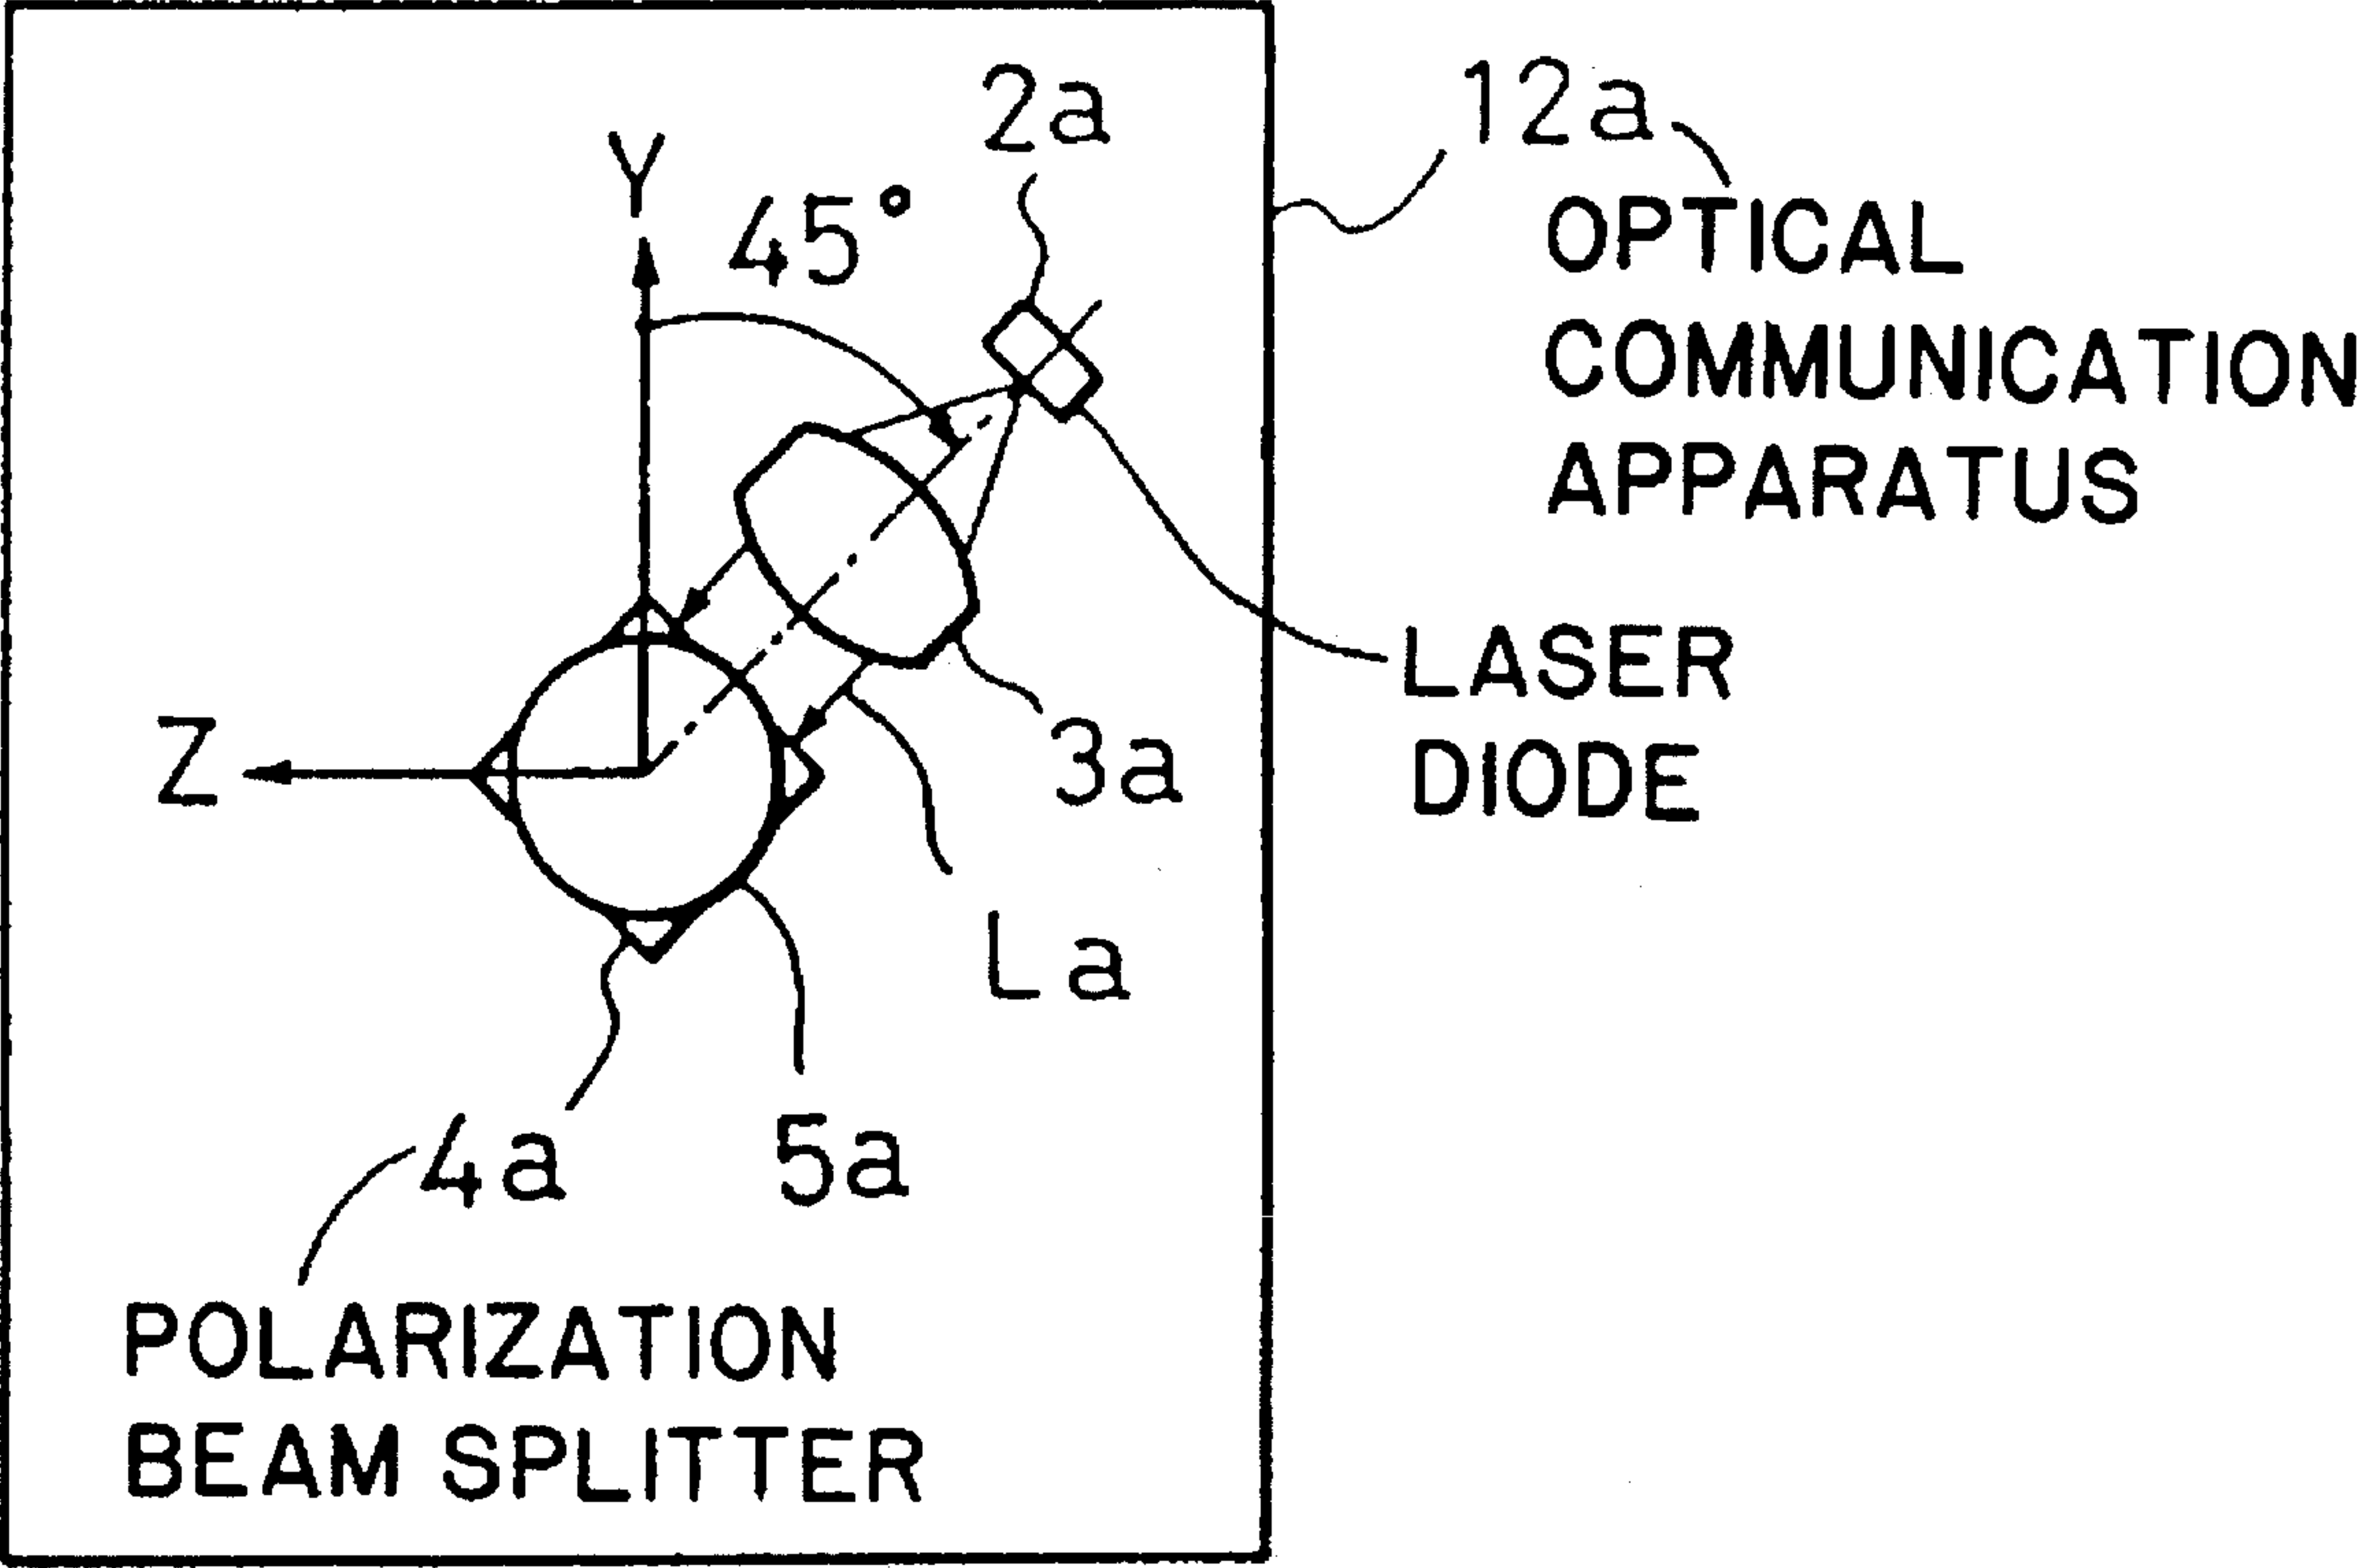 2a
12a
Y
45°
OPTICAL
COMMUNICATION
APPARATUS
LASER
DIODE
Z
3a
La
4a
5a
POLARIZATION
BEAM SPLITTER